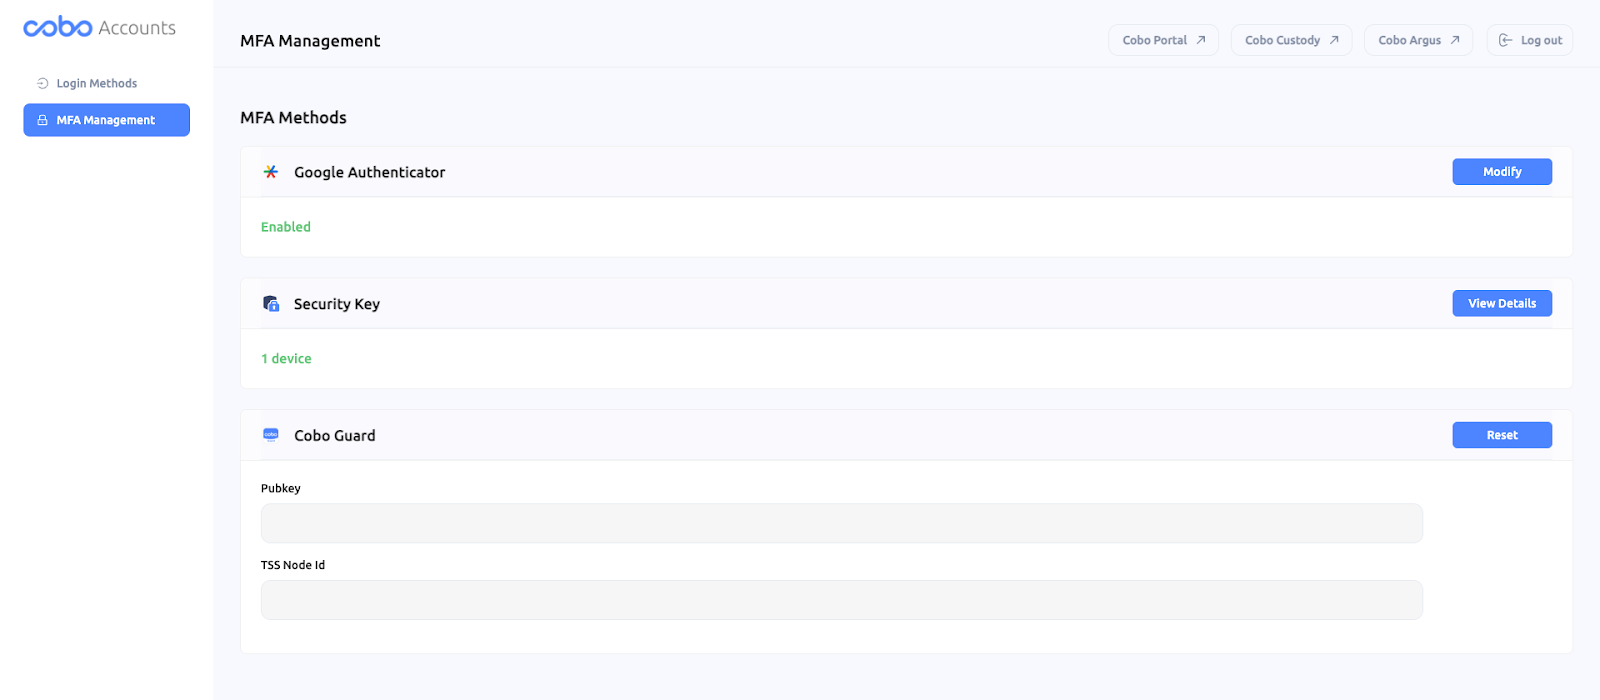 cobo Accounts
Login Methods
MFA Management
MFA Management
Cobo Portal
Cobo Custody
Cobo Argus
Log out
MFA Methods
Google Authenticator
Modify
Enabled
Security Key
View Details
1 device
cobo
Cobo Guard
Reset
Pubkey
TSS Node Id